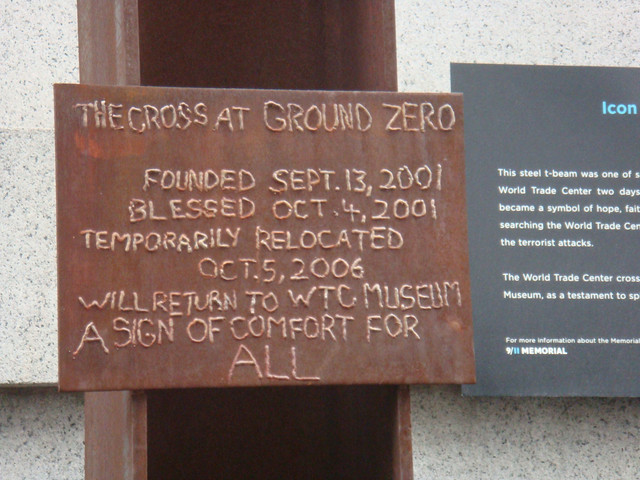 THE CROSS AT GROUND ZERO
FOUNDED SEPT. 13, 2001
BLESSED OCT. 4, 2001
TEMPORARILY RELOCATED
OCT. 5, 2006
WILL RETURN TO WTC MUSEUM
A SIGN OF COMFORT FOR
ALL
Icon
This steel t-beam was one of
World Trade Center two days
became a symbol of hope,
searching the World Trade
the terrorist attacks.
The World Trade Center cross
Museum, as a testament to
For more information about the
9/11 MEMORIAL